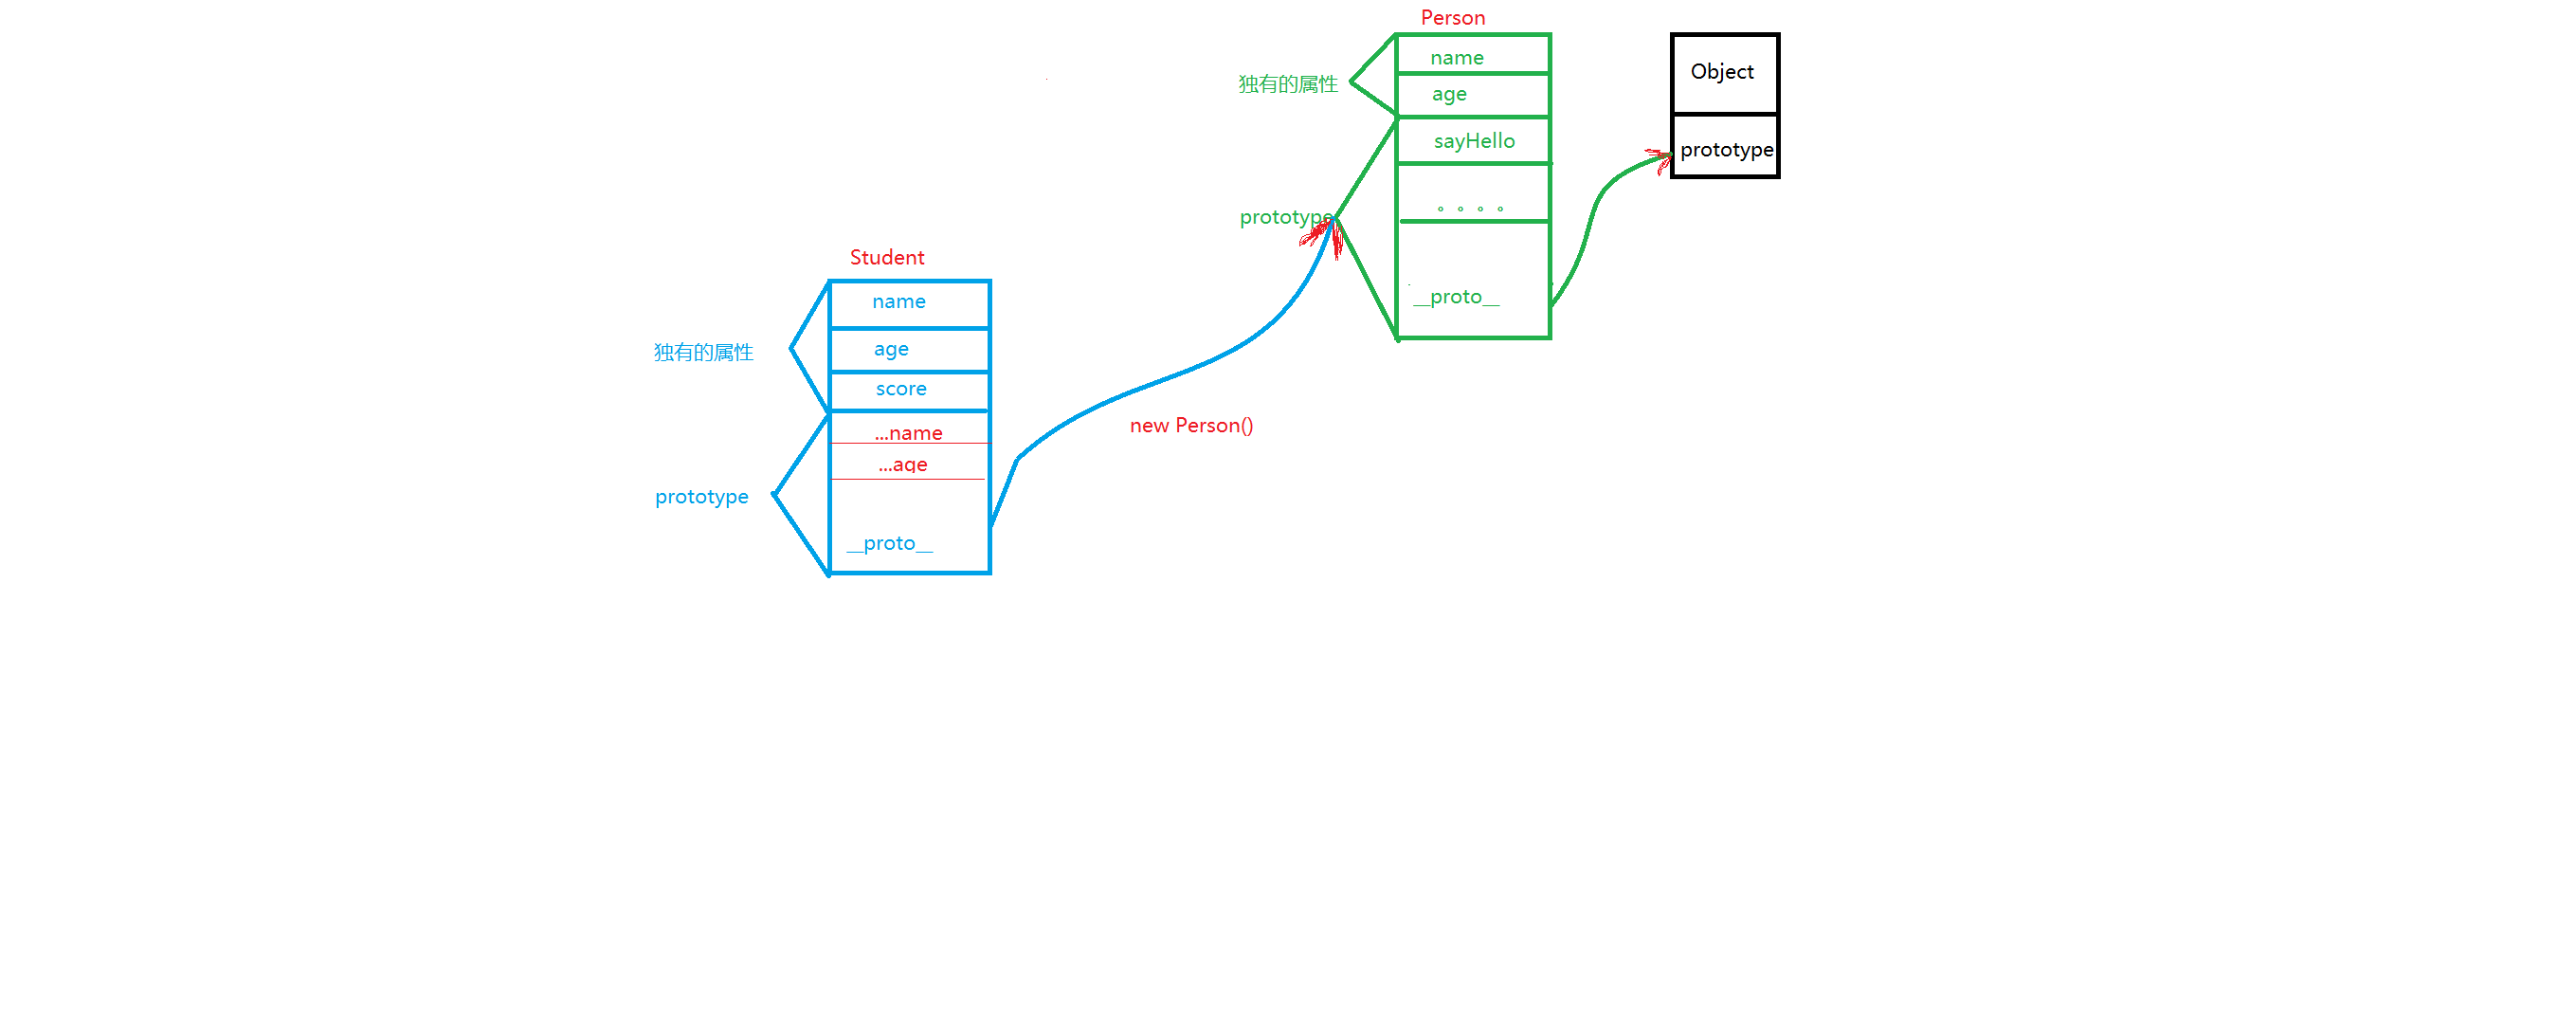 Person
name
独有的属性
age
sayHello
prototype
。。。。
__proto__
Object
prototype
Student
name
独有的属性
age
score
...name
...age
prototype
__proto__
new Person()